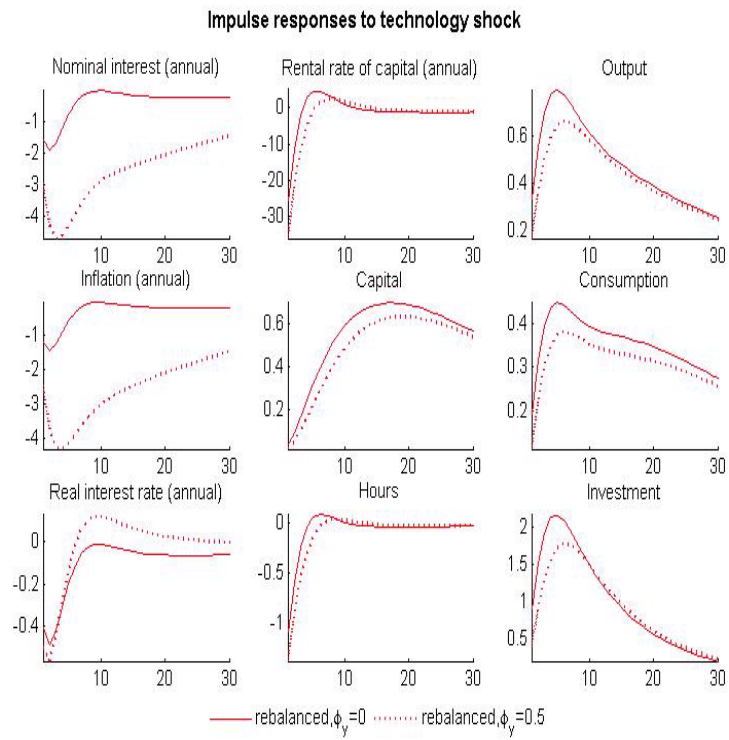 Impulse responses to technology shock
Nominal interest (annual)
-1
-2
-3
-4
10 20 30
Rental rate of capital (annual)
0
-10
-20
-30
10 20 30
Output
0.6
0.4
0.2
10 20 30
Inflation (annual)
-1
-2
-3
-4
10 20 30
Capital
0.6
0.4
0.2
10 20 30
Consumption
0.4
0.3
0.2
10 20 30
Real interest rate (annual)
0
-0.2
-0.4
10 20 30
Hours
0
-0.5
-1
10 20 30
Investment
2
1.5
1
0.5
10 20 30
rebalanced,ϕy=0 rebalanced,ϕy=0.5